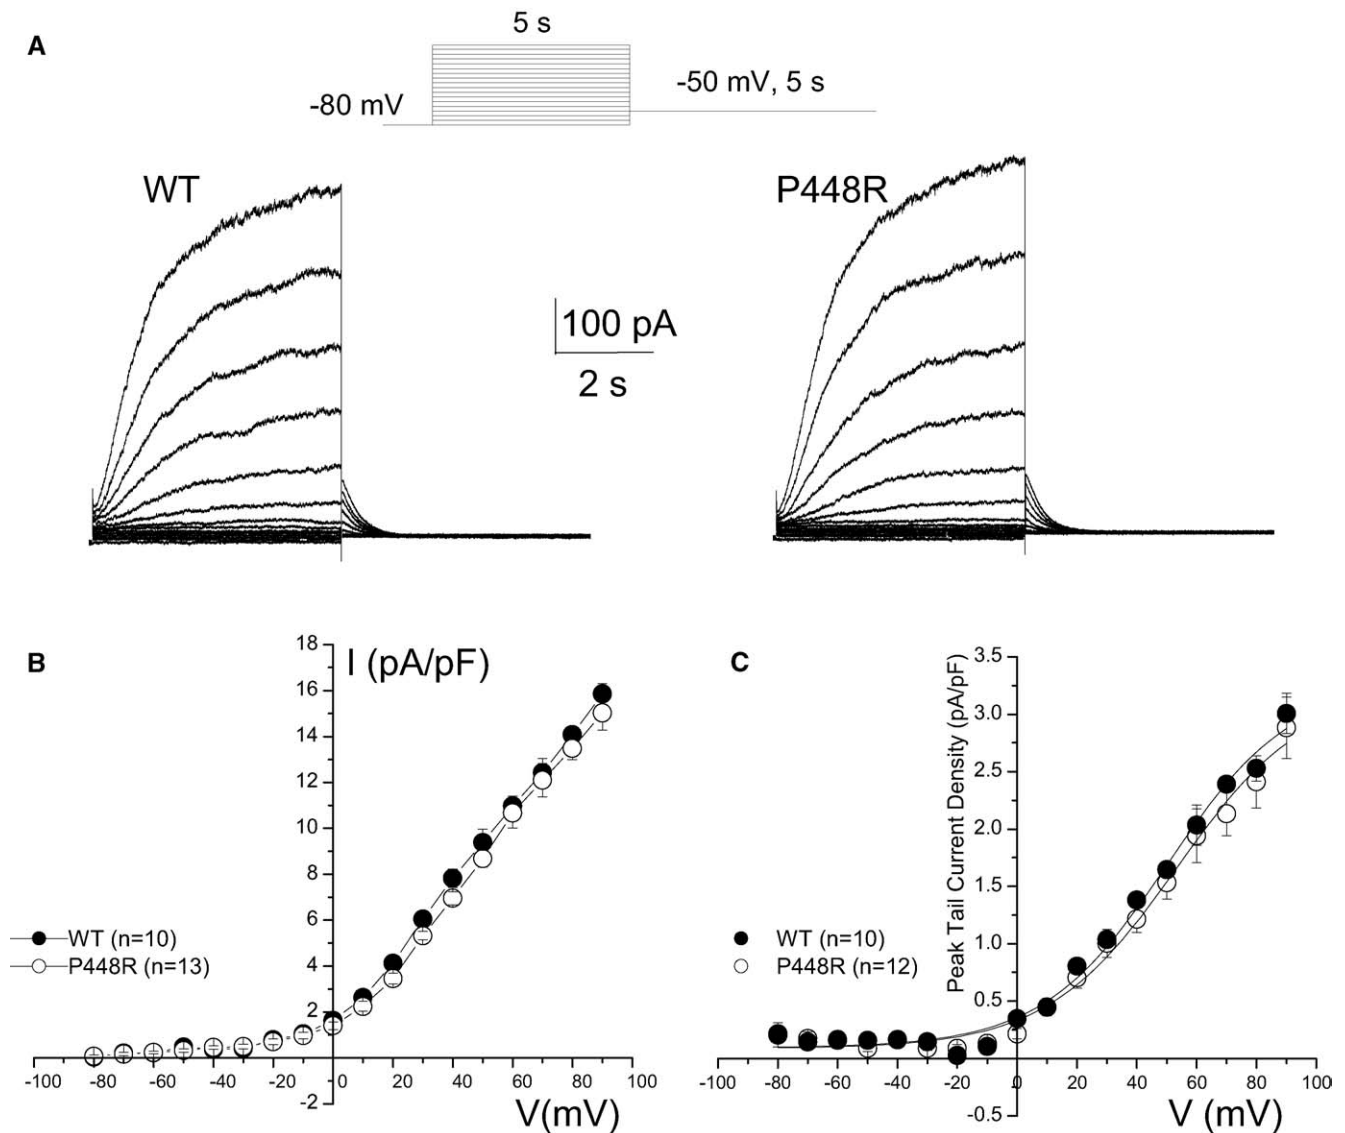 A
5 s
-80 mV
-50 mV, 5 s
WT
P448R
100 pA
2 s
B
I (pA/pF)
18
16
14
12
10
8
6
4
2
-2
-100 -80 -60 -40 -20 0 20 40 60 80 100
V(mV)
WT (n=10)
P448R (n=13)
C
Peak Tail Current Density (pA/pF)
3.5
3.0
2.5
2.0
1.5
1.0
0.5
-0.5
-100 -80 -60 -40 -20 0 20 40 60 80 100
V (mV)
WT (n=10)
P448R (n=12)